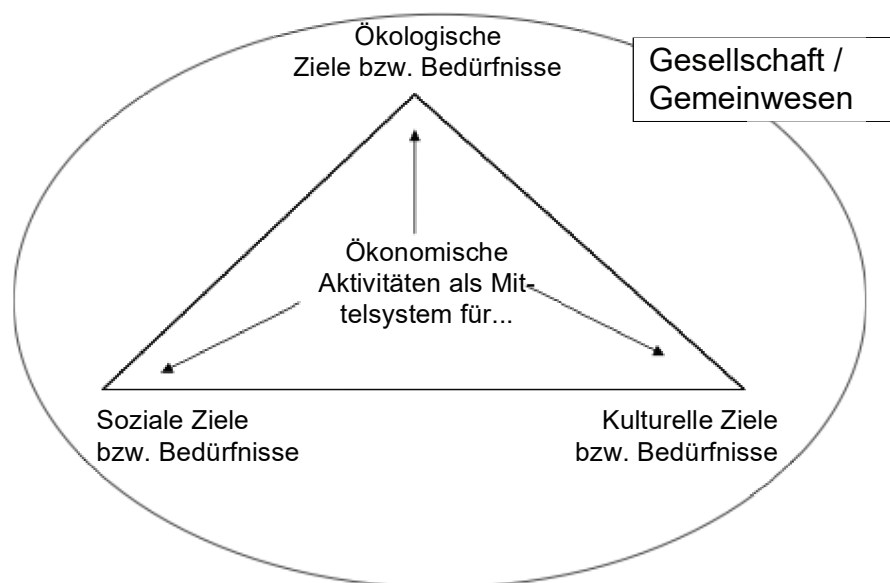 Ökologische
Ziele bzw. Bedürfnisse
Gesellschaft /
Gemeinwesen
Ökonomische
Aktivitäten als Mit-
telsystem für...
Soziale Ziele
bzw. Bedürfnisse
Kulturelle Ziele
bzw. Bedürfnisse